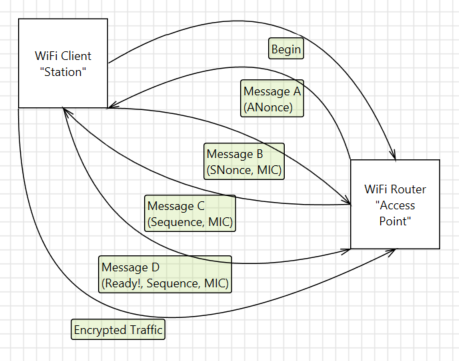 WiFi Client
"Station"
Begin
Message A
(ANonce)
Message B
(SNonce, MIC)
WiFi Router
"Access
Point"
Message C
(Sequence, MIC)
Message D
(Ready!, Sequence, MIC)
Encrypted Traffic